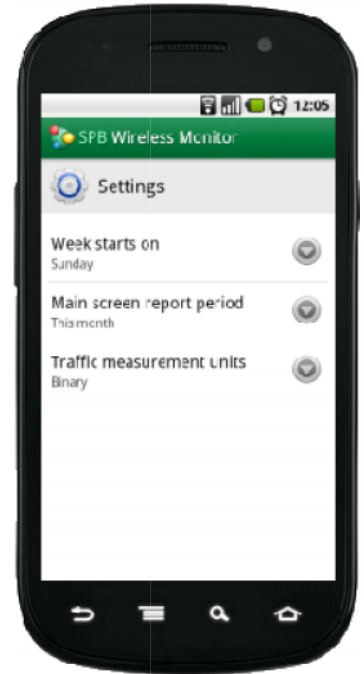 12:05
SPB Wireless Monitor
Settings
Week starts on
Sunday
Main screen report period
This month
Traffic measurement units
Binary